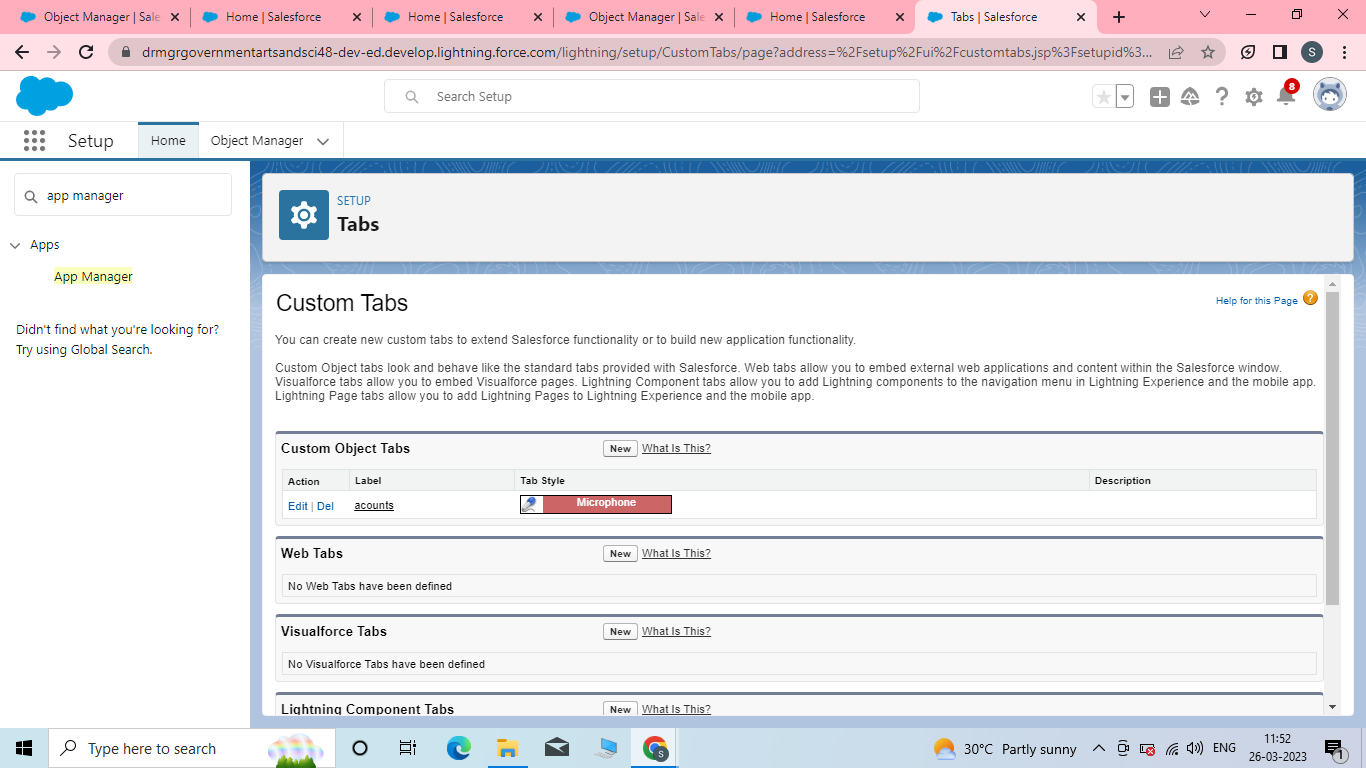 Object Manager | Sale
Home | Salesforce
Home | Salesforce
Object Manager | Sale
Home | Salesforce
Tabs | Salesforce
drmgrgovernmentartsandsci48-dev-ed.develop.lightning.force.com/lightning/setup/CustomTabs/page?address=%2Fsetup%2Fui%2Fcustomtabs.jsp%3Fsetupid%3...
S
Search Setup
8
Setup
Home
Object Manager
app manager
Apps
App Manager
Didn't find what you're looking for?
Try using Global Search.
SETUP
Tabs
Custom Tabs
Help for this Page ?
You can create new custom tabs to extend Salesforce functionality or to build new application functionality.
Custom Object tabs look and behave like the standard tabs provided with Salesforce. Web tabs allow you to embed external web applications and content within the Salesforce window.
Visualforce tabs allow you to embed Visualforce pages. Lightning Component tabs allow you to add Lightning components to the navigation menu in Lightning Experience and the mobile app.
Lightning Page tabs allow you to add Lightning Pages to Lightning Experience and the mobile app.
Custom Object Tabs New What Is This?
Action Label Tab Style Description
Edit | Del acounts Microphone
Web Tabs New What Is This?
No Web Tabs have been defined
Visualforce Tabs New What Is This?
No Visualforce Tabs have been defined
Lightning Component Tabs New What Is This?
Type here to search
S
30°C Partly sunny
ENG
11:52
26-03-2023
1